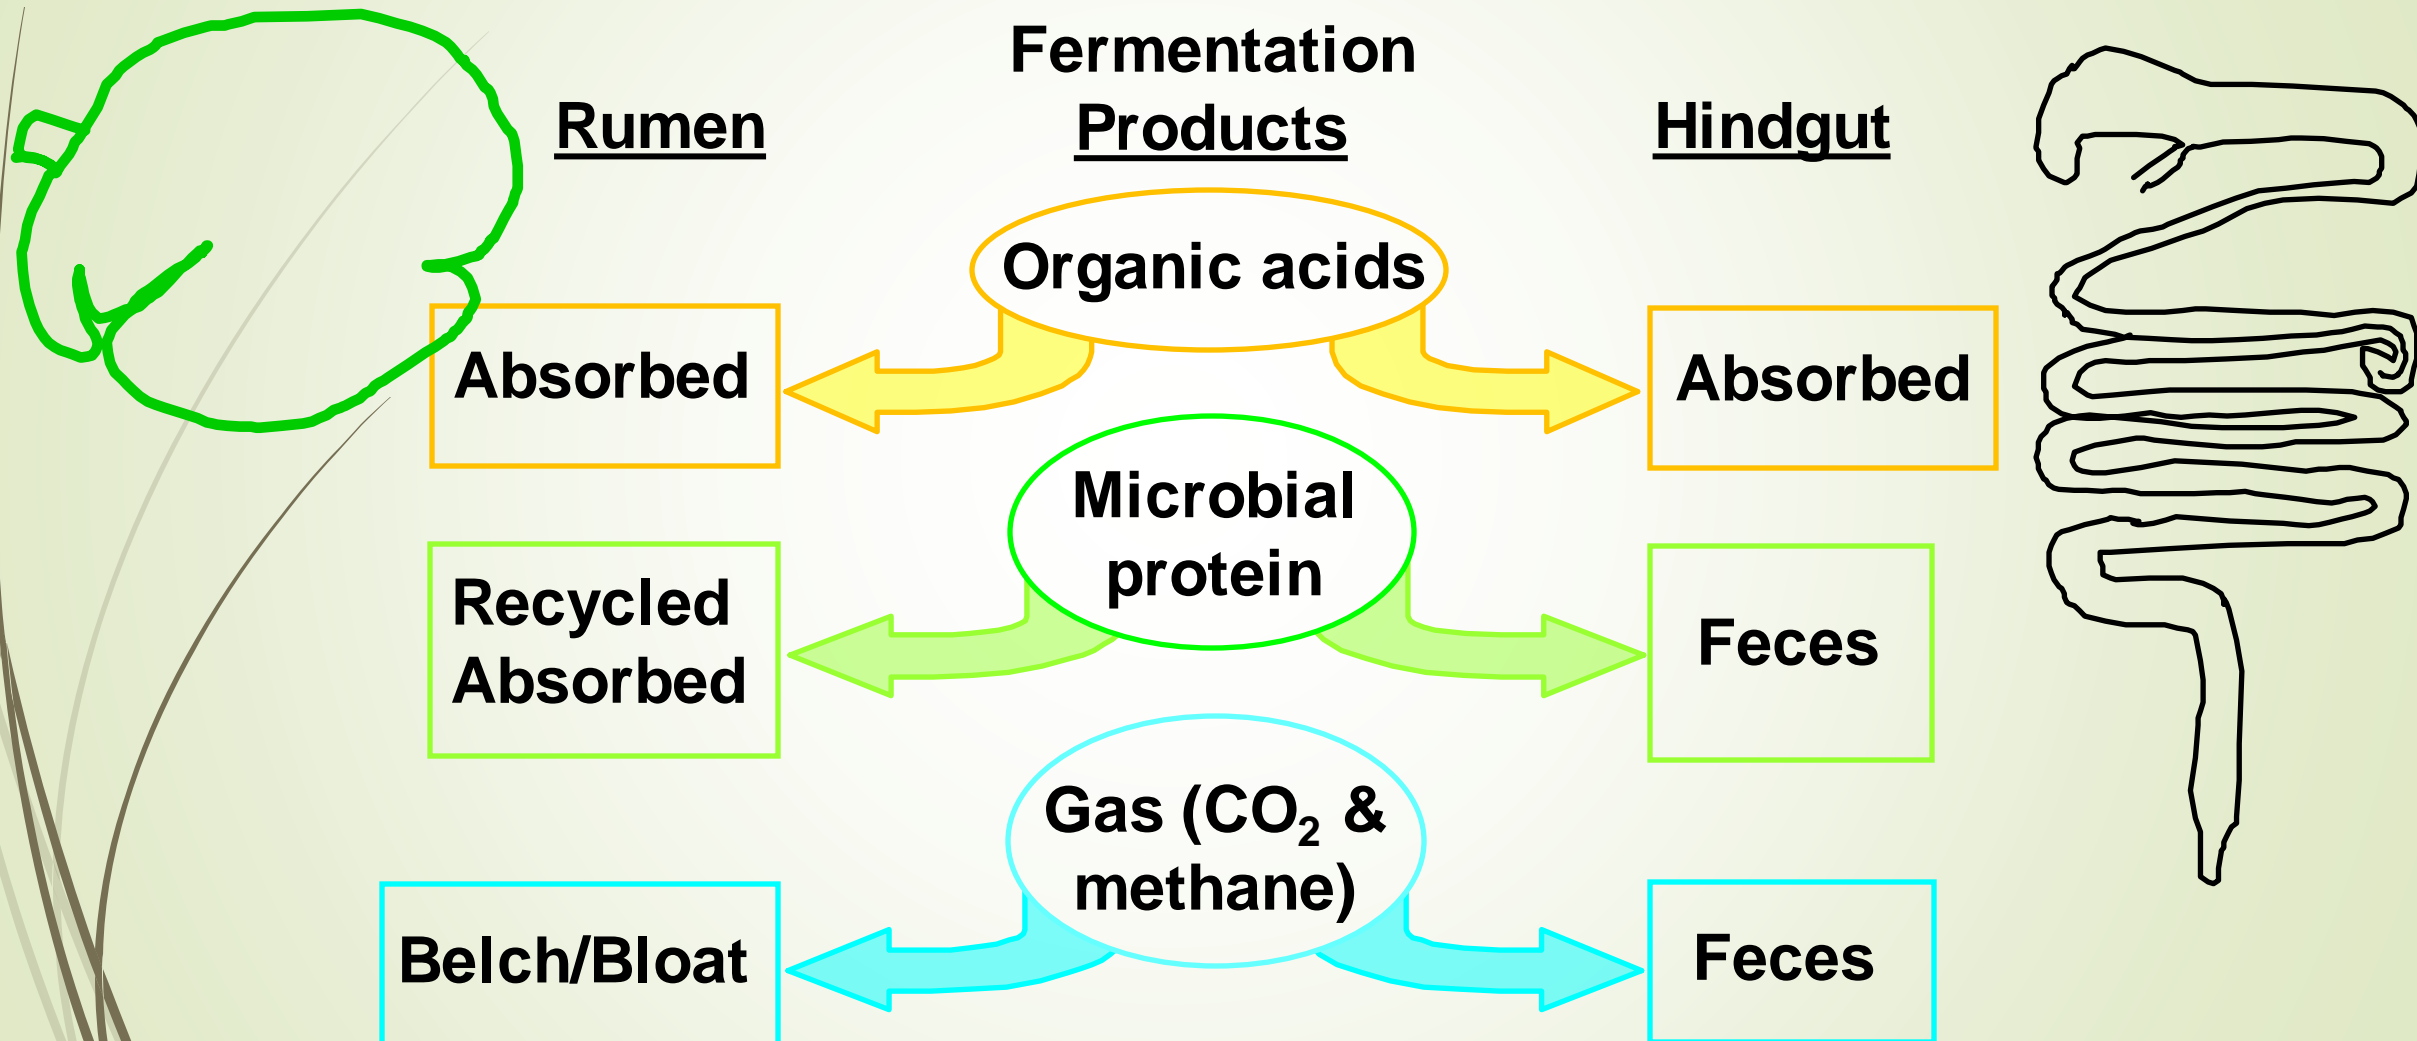 Fermentation
Products
Rumen
Hindgut
Organic acids
Absorbed
Absorbed
Microbial
protein
Recycled
Absorbed
Feces
Gas (CO₂ &
methane)
Belch/Bloat
Feces